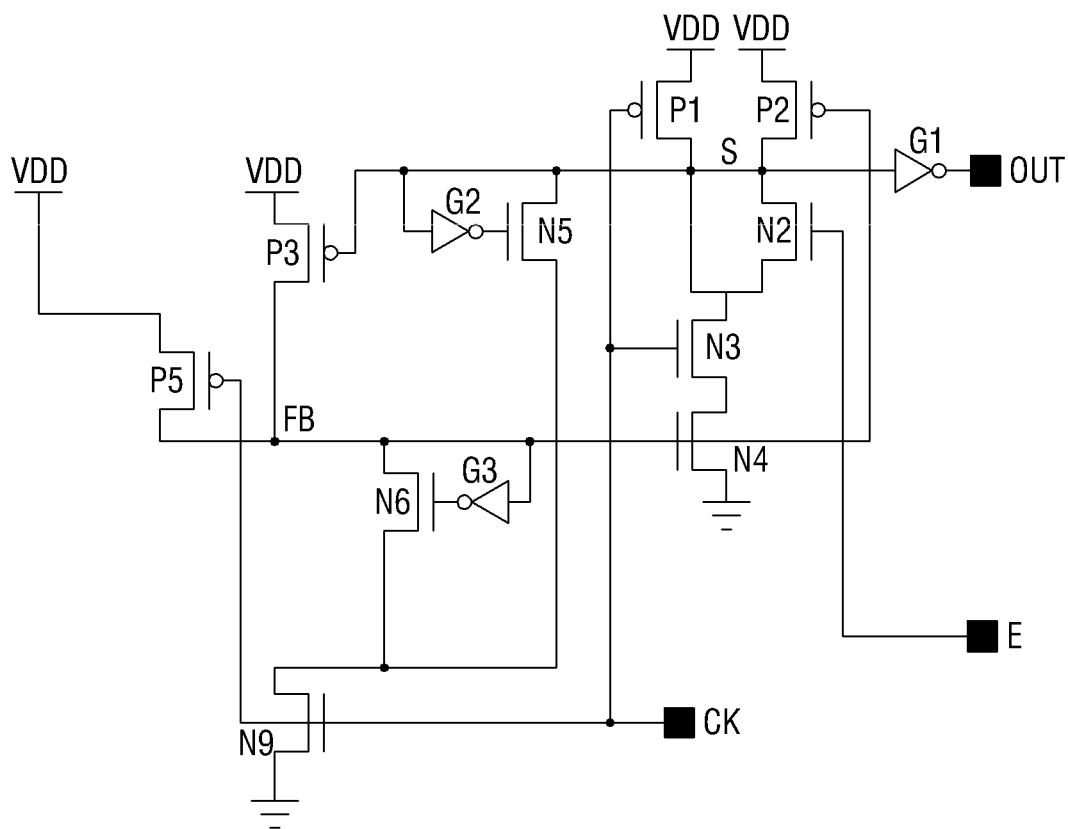 VDD VDD
P1 P2
G1
S
OUT
VDD VDD
G2
P3 N5 N2
N3
P5
FB
G3 N4
N6
E
CK
N9